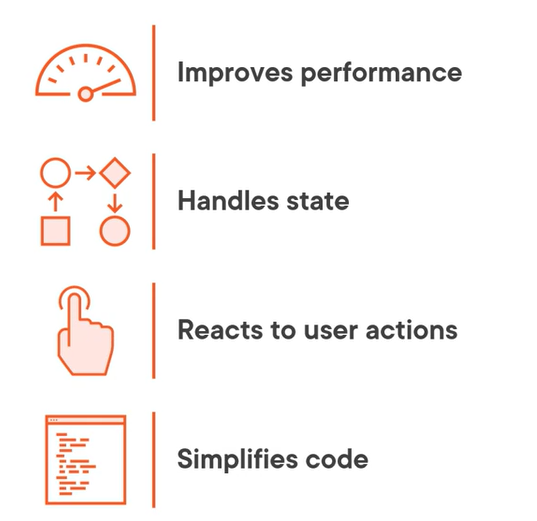 Improves performance
Handles state
Reacts to user actions
Simplifies code